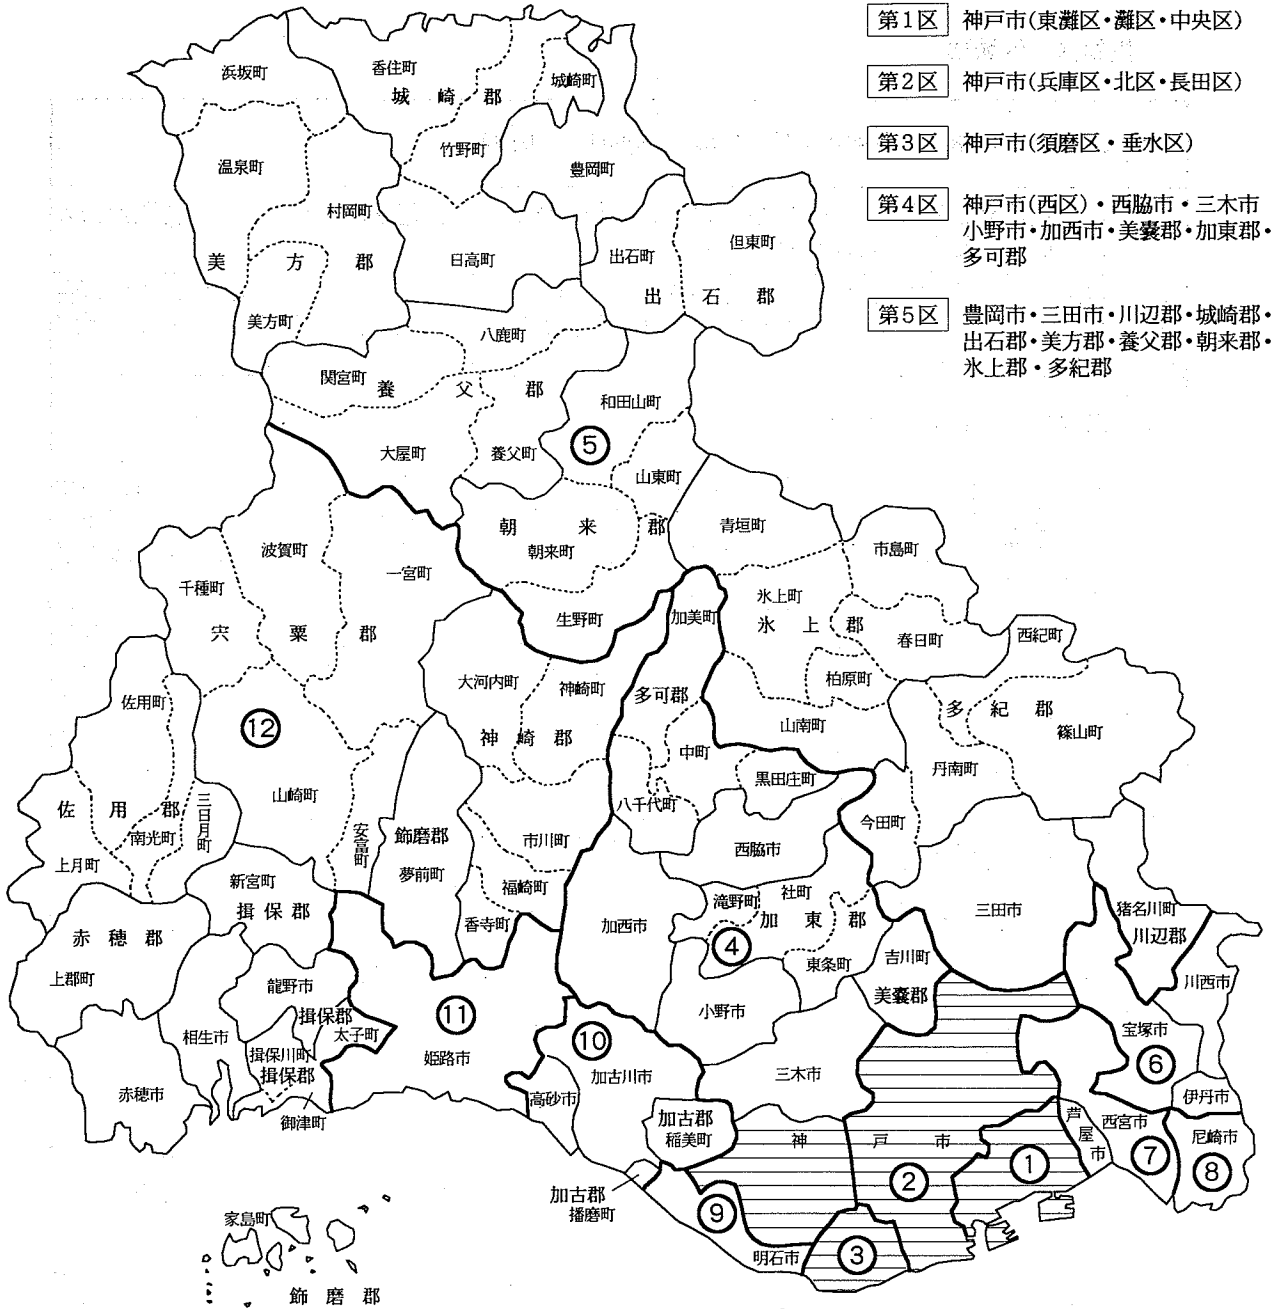 第1区 神戸市(東灘区・灘区・中央区)
第2区 神戸市(兵庫区・北区・長田区)
第3区 神戸市(須磨区・垂水区)
第4区 神戸市(西区)・西脇市・三木市
小野市・加西市・美嚢郡・加東郡・
多可郡
第5区 豊岡市・三田市・川辺郡・城崎郡・
出石郡・美方郡・養父郡・朝来郡・
氷上郡・多紀郡
浜坂町
香住町
城崎郡
城崎町
竹野町
温泉町
豊岡町
村岡町
美方郡
日高町
出石町
但東町
出石郡
美方町
八鹿町
関宮町
養父郡
和田山町
大屋町
養父町
⑤
山東町
朝来郡
朝来町
青垣町
市島町
波賀町
一宮町
千種町
宍粟郡
生野町
加美町
氷上町
氷上郡
春日町
西紀町
柏原町
大河内町
神崎町
多可郡
佐用町
⑫
神崎郡
中町
山南町
多紀郡
篠山町
丹南町
黒田庄町
山崎町
八千代町
佐用郡
三日月町
南光町
安富町
飾磨郡
市川町
今田町
西脇市
上月町
新宮町
夢前町
福崎町
揖保郡
香寺町
加西市
滝野町
社町
加東郡
④
三田市
猪名川町
川辺郡
赤穂郡
上郡町
東条町
吉川町
龍野市
美嚢郡
川西市
揖保郡
太子町
⑪
小野市
相生市
揖保川町
揖保郡
姫路市
⑩
宝塚市
⑥
加古川市
三木市
赤穂市
高砂市
伊丹市
御津町
加古郡
稲美町
神戸市
芦屋市
西宮市
⑦
尼崎市
⑧
①
②
加古郡
播磨町
⑨
家島町
明石市
③
飾磨郡